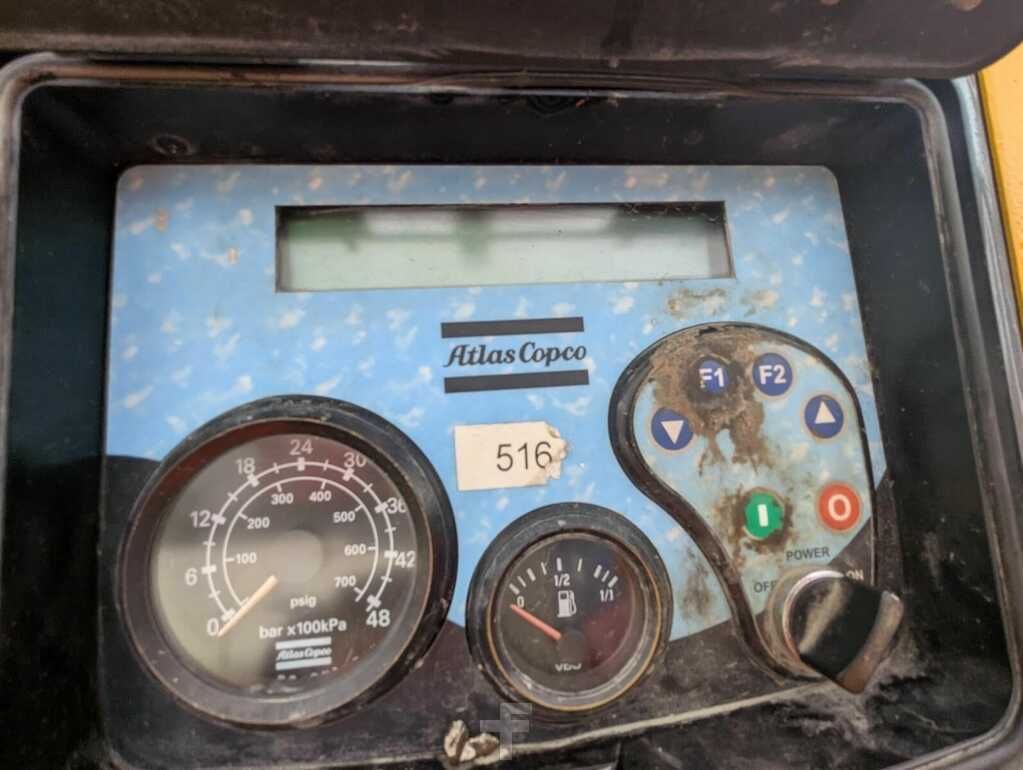 Atlas Copco
F1 F2
516
0 6 12 18 24 30 36 42 48
100 200 300 400 500 600 700
psig
bar x100kPa
Atlas Copco
0 1/2 1/1
VDO
I O
POWER
OFF ON